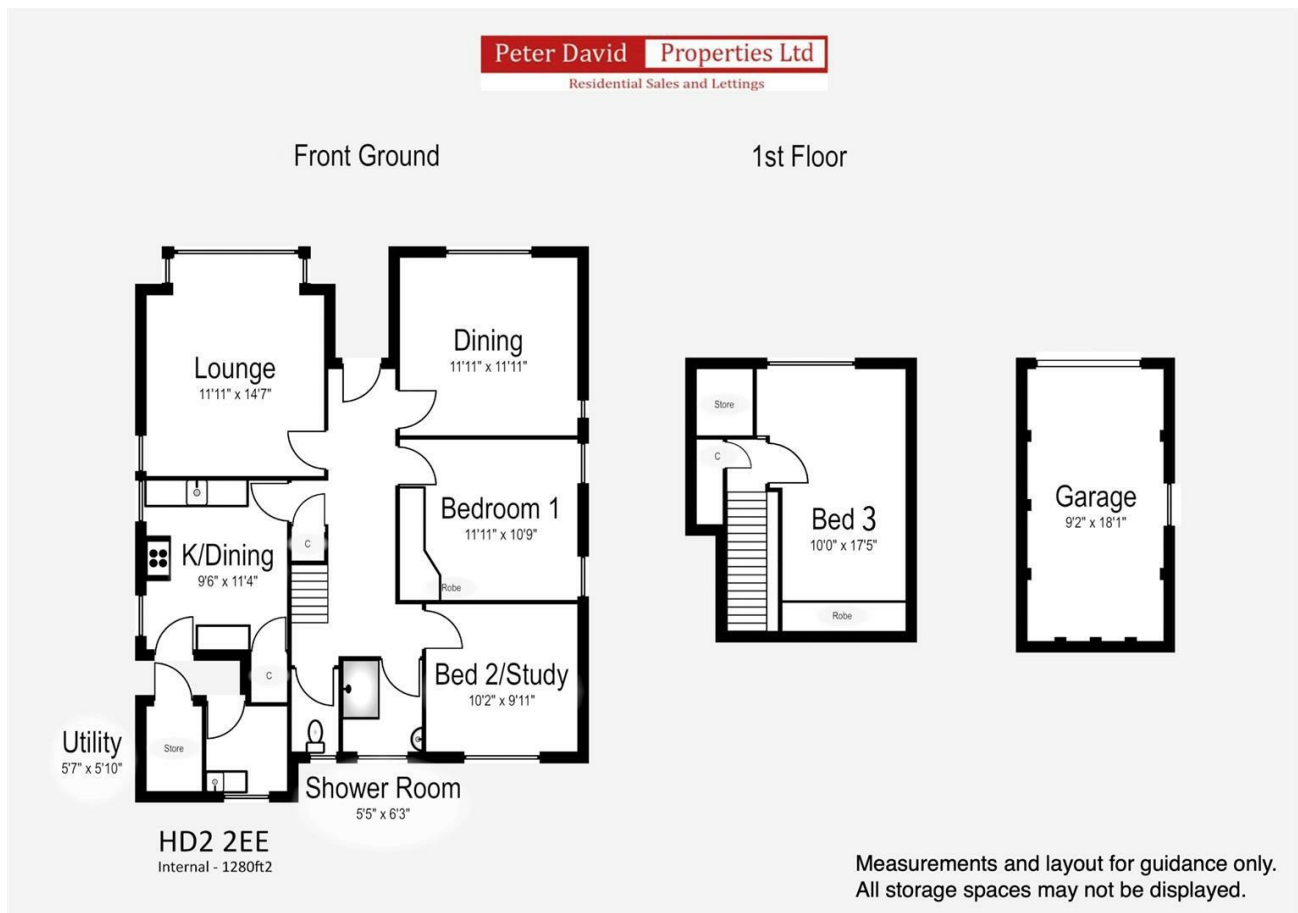 Peter David Properties Ltd
Residential Sales and Lettings
Front Ground
1st Floor
Lounge
11'11" x 14'7"
Dining
11'11" x 11'11"
K/Dining
9'6" x 11'4"
C
Bedroom 1
11'11" x 10'9"
Robe
C
Bed 2/Study
10'2" x 9'11"
Utility
5'7" x 5'10"
Store
Shower Room
5'5" x 6'3"
HD2 2EE
Internal - 1280ft2
Store
C
Bed 3
10'0" x 17'5"
Robe
Garage
9'2" x 18'1"
Measurements and layout for guidance only.
All storage spaces may not be displayed.